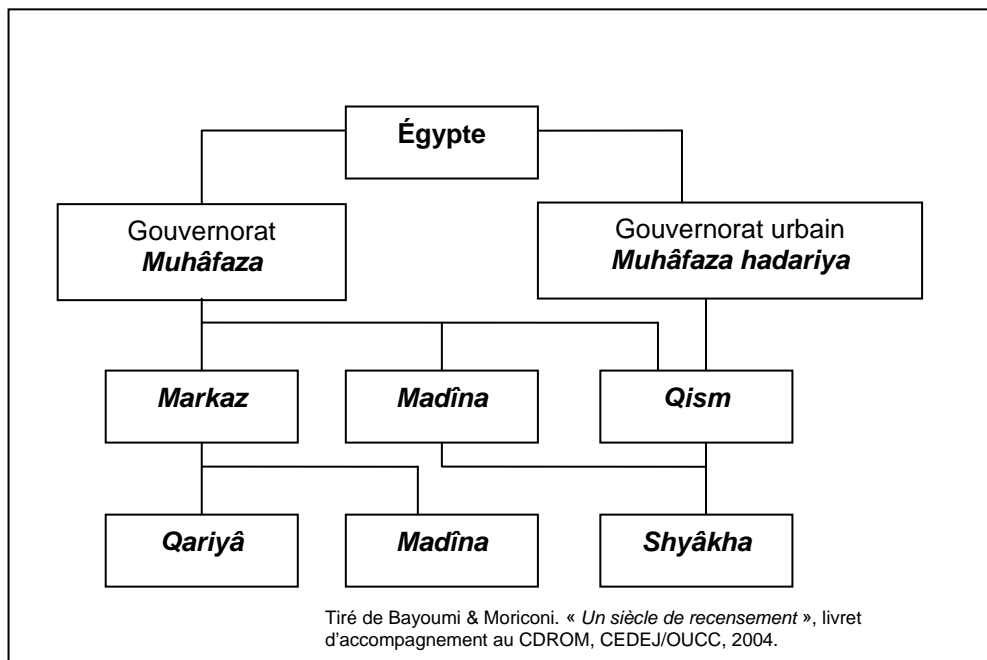 Égypte
Gouvernorat
Muhâfaza
Gouvernorat urbain
Muhâfaza hadariya
Markaz
Madîna
Qism
Qariyâ
Madîna
Shyâkha
Tiré de Bayoumi & Moriconi. « Un siècle de recensement », livret
d’accompagnement au CDROM, CEDEJ/OUCC, 2004.